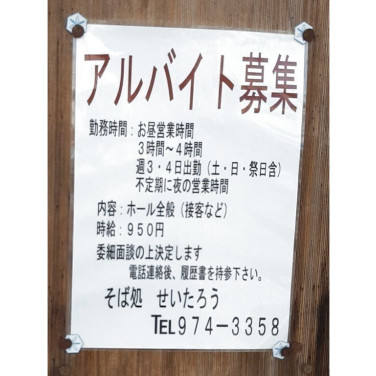 アルバイト募集
勤務時間：お昼営業時間
３時間～４時間
週３・４日出勤（土・日・祭日含）
不定期に夜の営業時間
内容：ホール全般（接客など）
時給：９５０円
委細面談の上決定します
電話連絡後、履歴書を持参下さい。
そば処　せいたろう
TEL９７４－３３５８